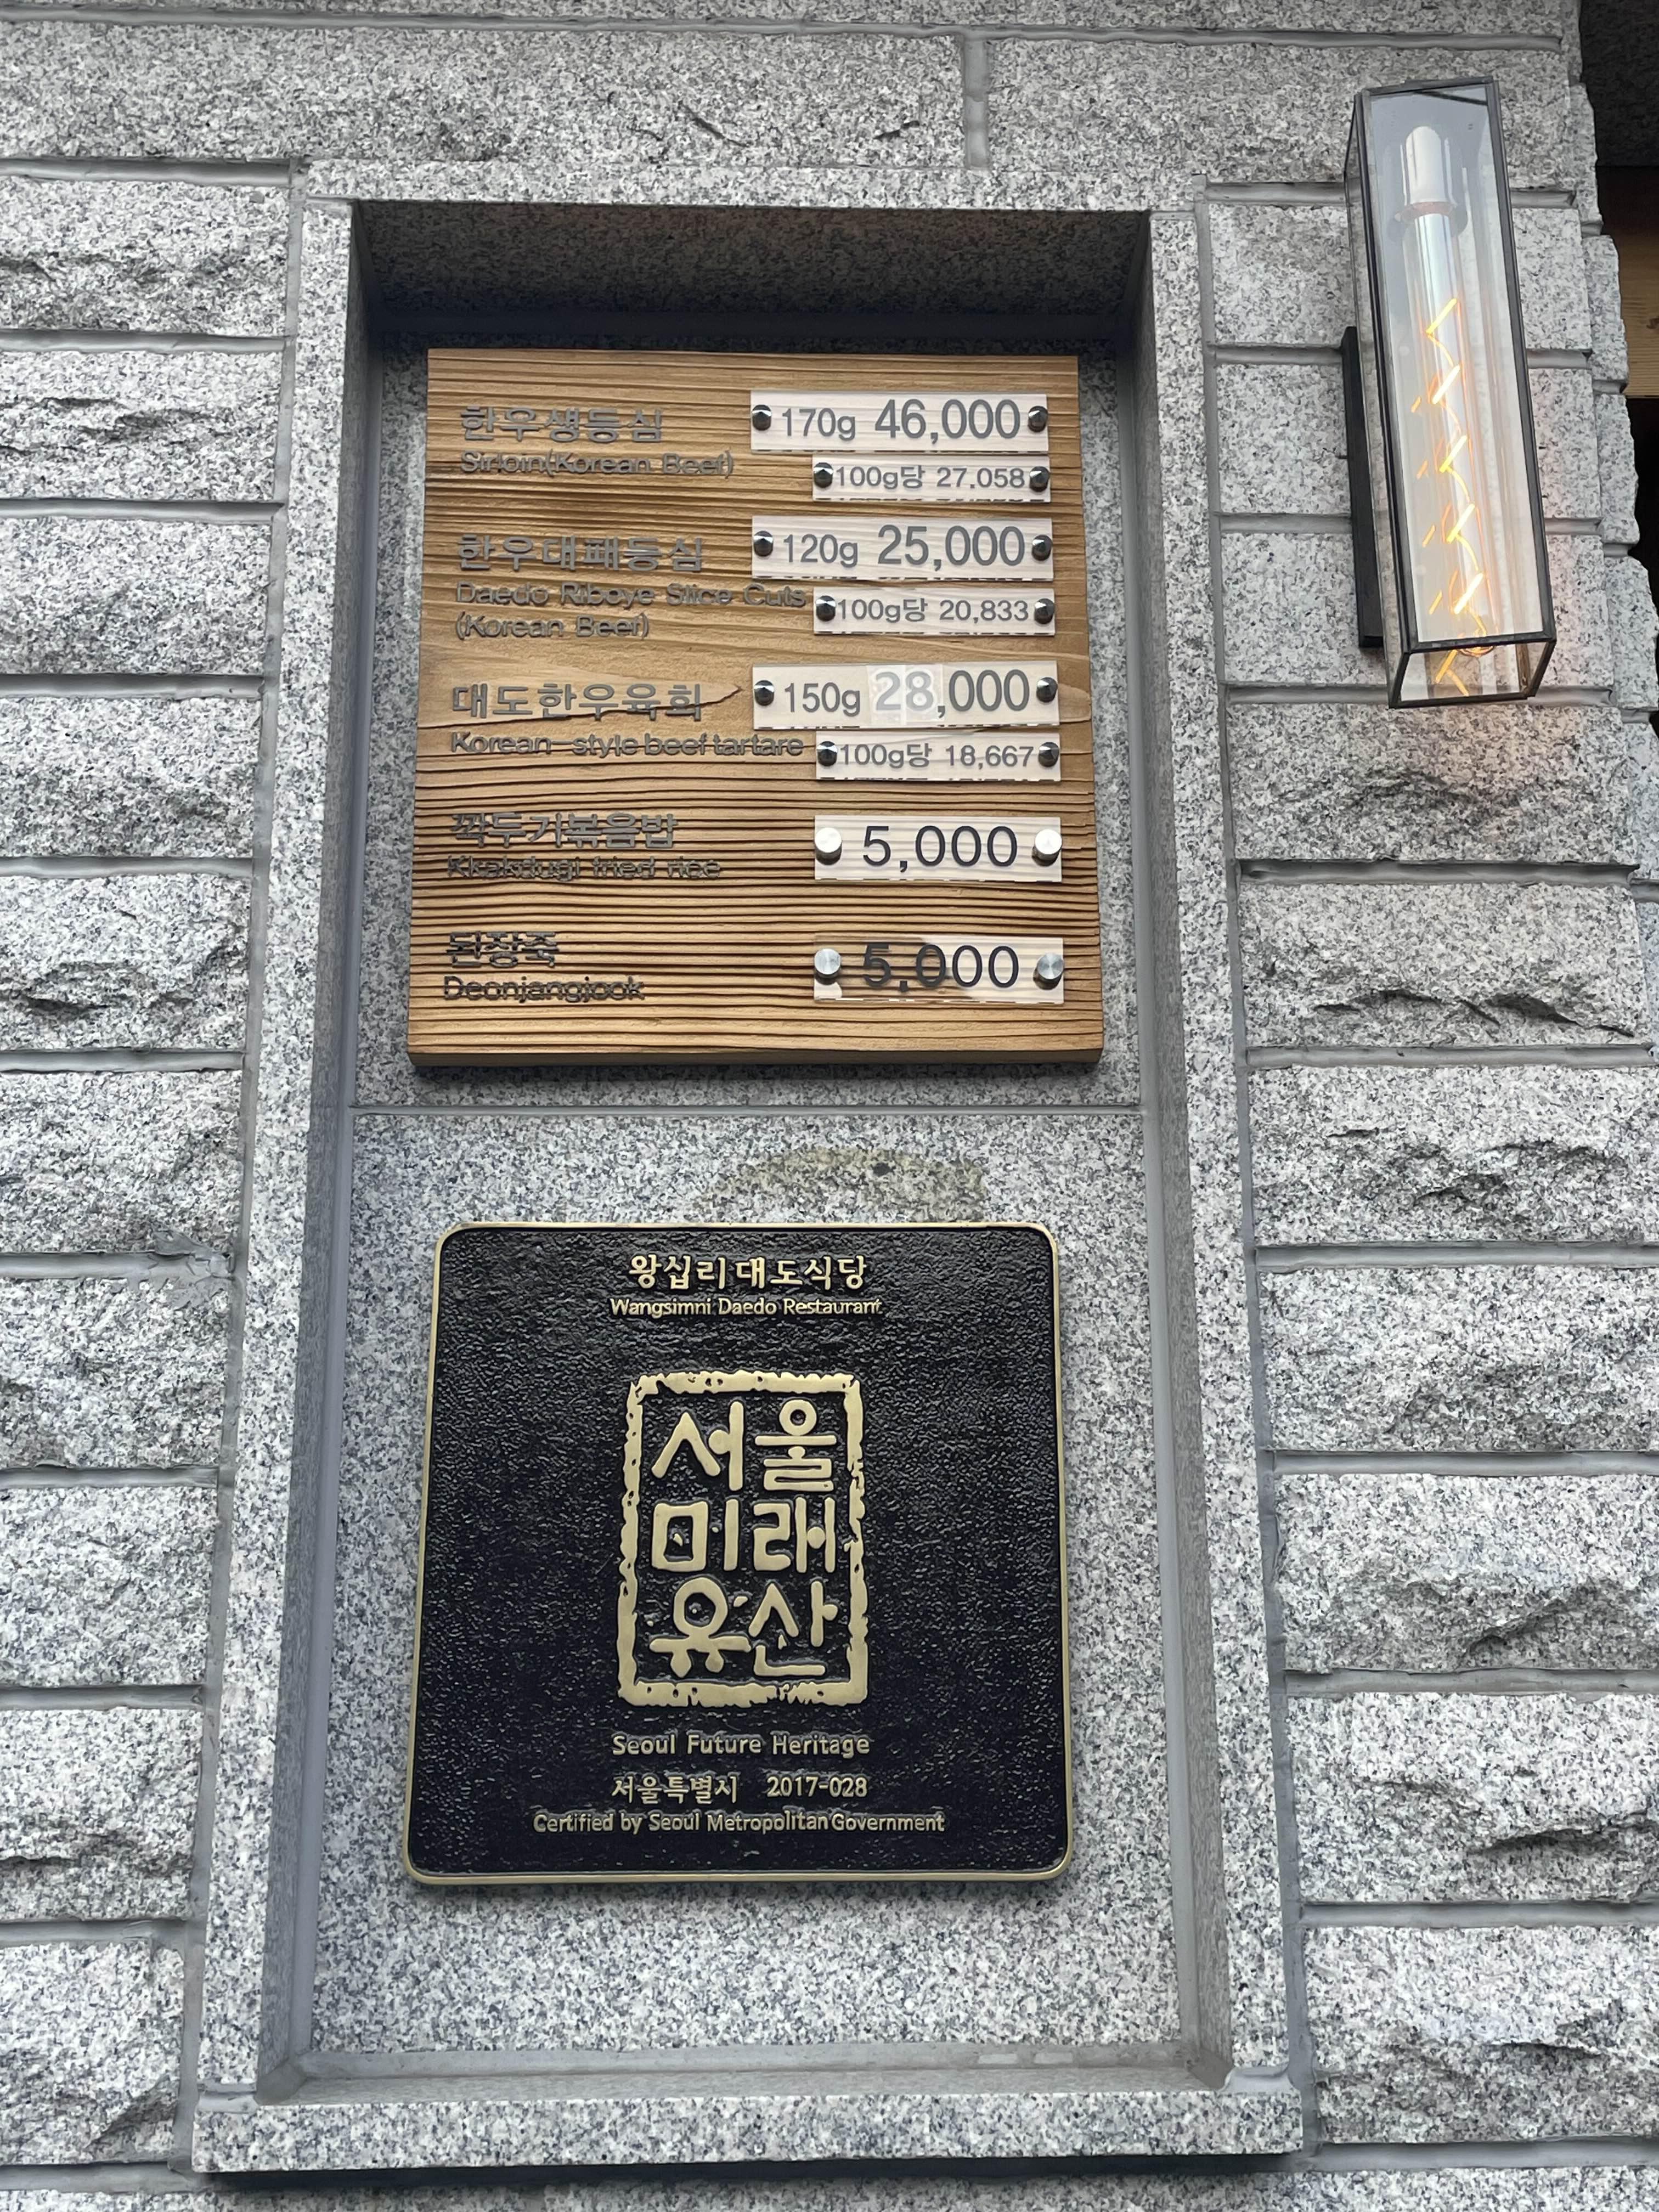 한우생등심 170g 46,000
Sirloin(Korean Beef) 100g당 27,058
한우대패등심 120g 25,000
Daedo Riboye Slice Cuts 100g당 20,833
(Korean Beef)
대도한우육회 150g 28,000
Korean-style beef tartare 100g당 18,667
깍두기볶음밥 5,000
Kkakdugi fried rice
된장죽 5,000
Deonjangjook
왕십리대도식당
Wangsimni Daedo Restaurant
서울
미래
유산
Seoul Future Heritage
서울특별시 2017-028
Certified by Seoul Metropolitan Government